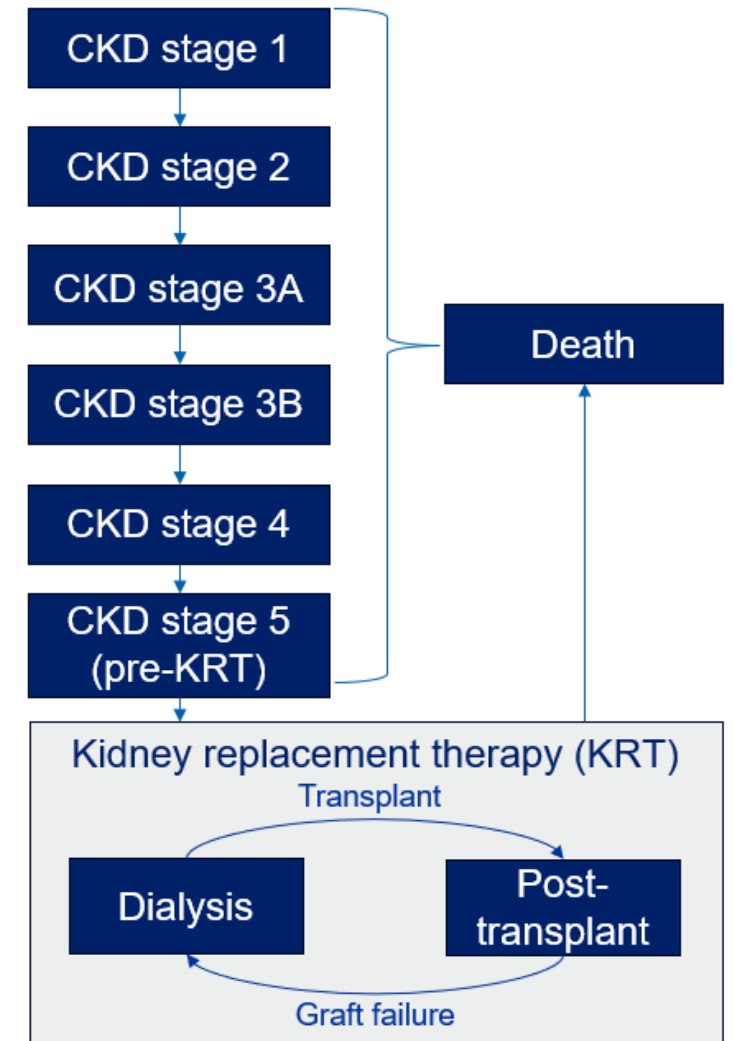 CKD stage 1
CKD stage 2
CKD stage 3A
Death
CKD stage 3B
CKD stage 4
CKD stage 5
(pre-KRT)
Kidney replacement therapy (KRT)
Transplant
Dialysis
Post-
transplant
Graft failure